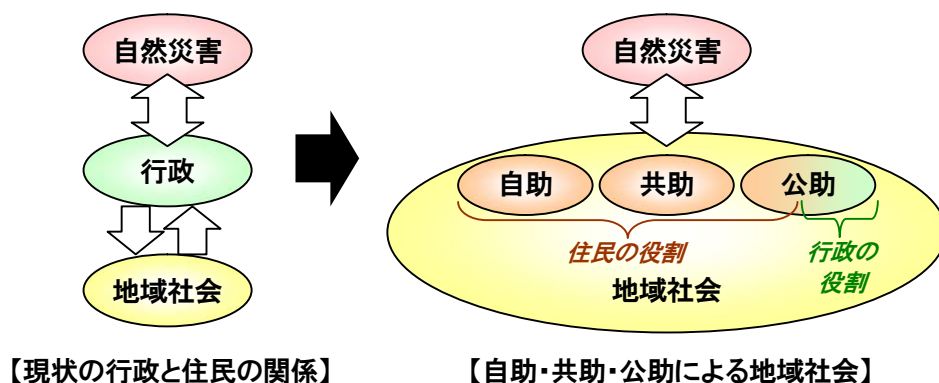 自然災害
行政
地域社会
【現状の行政と住民の関係】
自然災害
自助
共助
公助
住民の役割
行政の
役割
地域社会
【自助・共助・公助による地域社会】